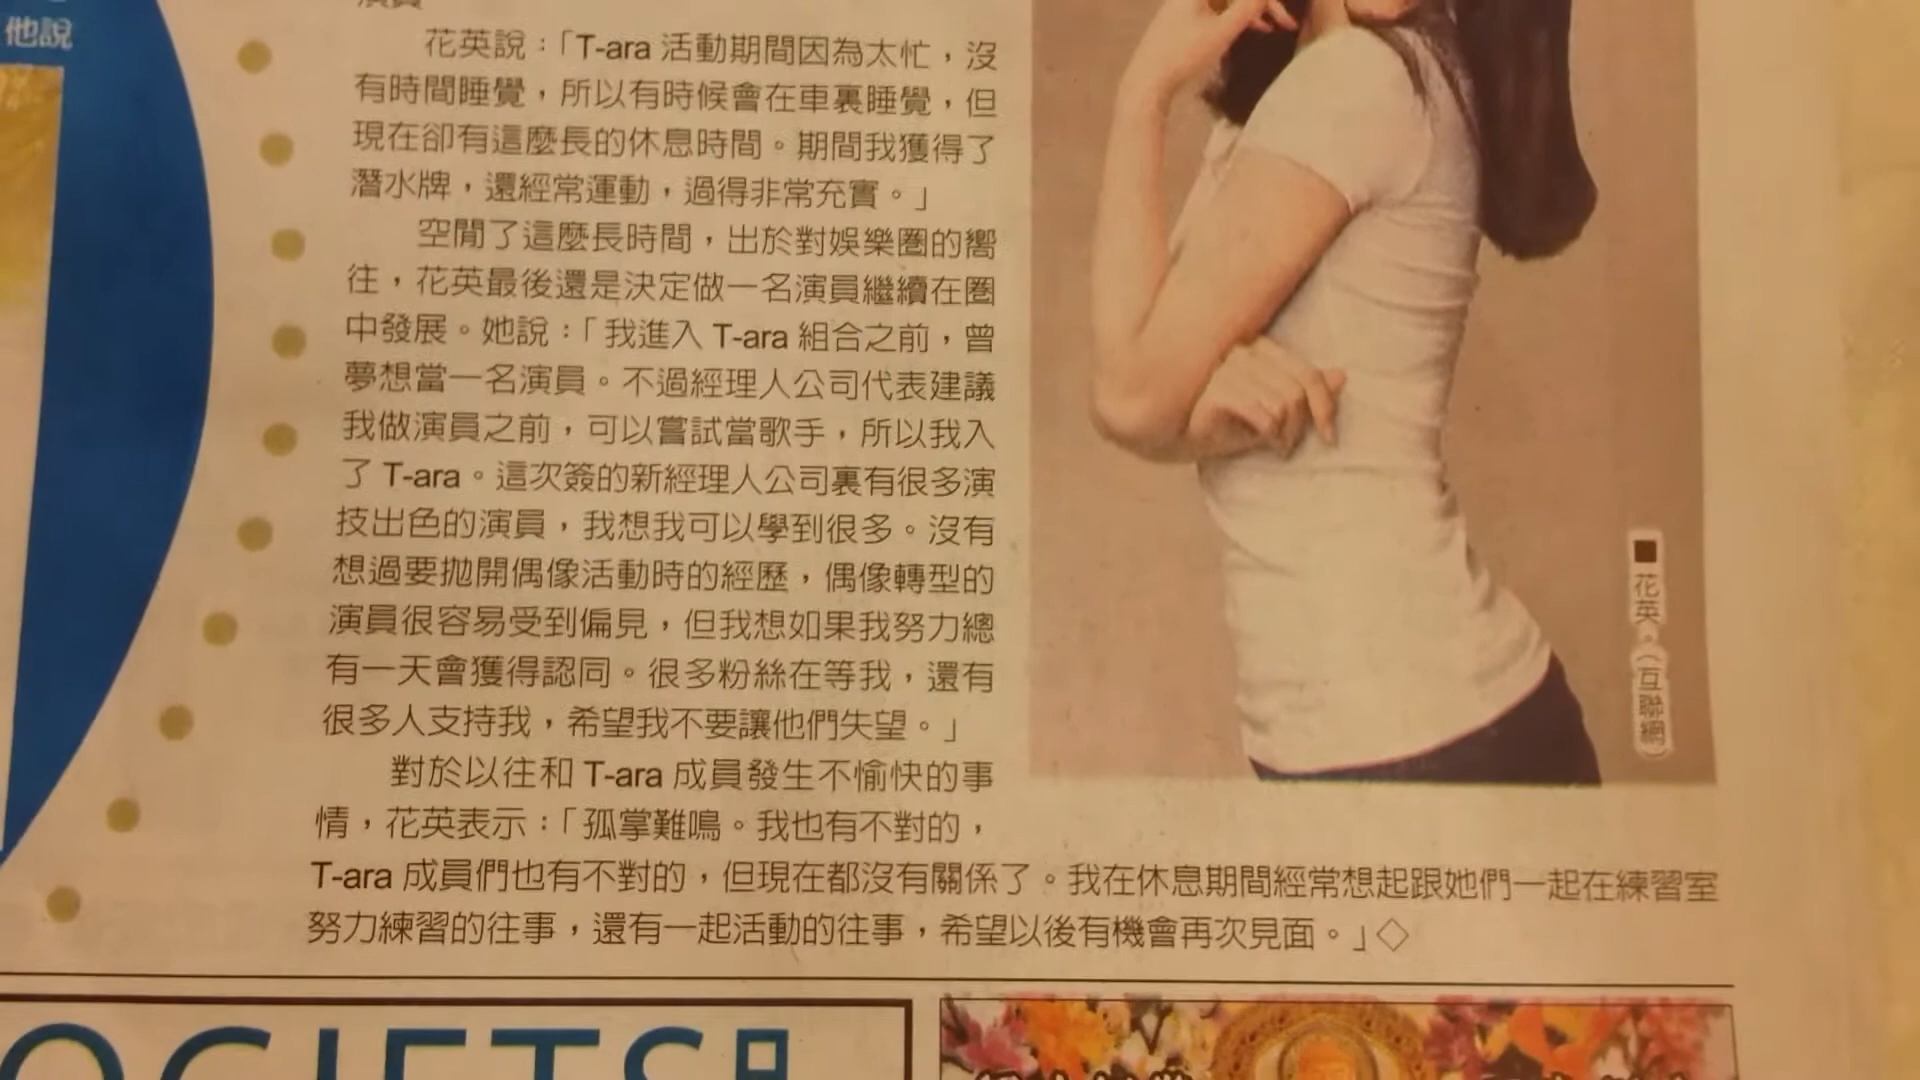 他說
演員
花英說：「T-ara 活動期間因為太忙，沒
有時間睡覺，所以有時候會在車裏睡覺，但
現在卻有這麼長的休息時間。期間我獲得了
潛水牌，還經常運動，過得非常充實。」
空閒了這麼長時間，出於對娛樂圈的嚮
往，花英最後還是決定做一名演員繼續在圈
中發展。她說：「我進入 T-ara 組合之前，曾
夢想當一名演員。不過經理人公司代表建議
我做演員之前，可以嘗試當歌手，所以我入
了 T-ara。這次簽的新經理人公司裏有很多演
技出色的演員，我想我可以學到很多。沒有
想過要拋開偶像活動時的經歷，偶像轉型的
演員很容易受到偏見，但我想如果我努力總
有一天會獲得認同。很多粉絲在等我，還有
很多人支持我，希望我不要讓他們失望。」
對於以往和 T-ara 成員發生不愉快的事
情，花英表示：「孤掌難鳴。我也有不對的，
T-ara 成員們也有不對的，但現在都沒有關係了。我在休息期間經常想起跟她們一起在練習室
努力練習的往事，還有一起活動的往事，希望以後有機會再次見面。」◇
■花英。（互聯網）